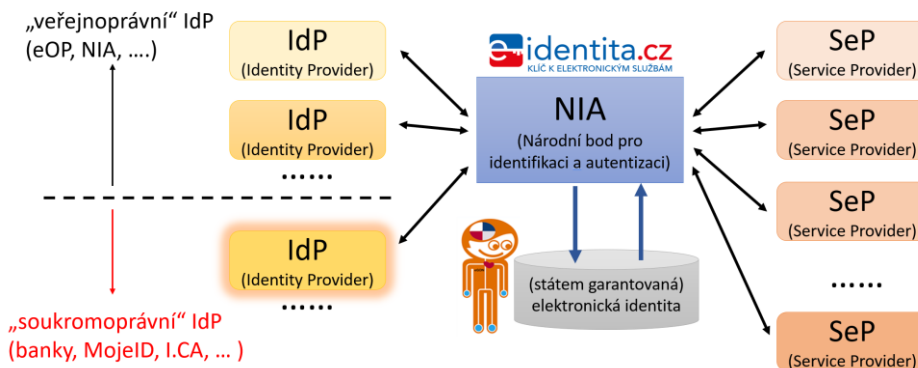 „veřejnoprávní“ IdP
(eOP, NIA, ….)
IdP
(Identity Provider)
IdP
(Identity Provider)
……
IdP
(Identity Provider)
……
„soukromoprávní“ IdP
(banky, MojeID, I.CA, … )
e identita.cz
KLÍČ K ELEKTRONICKÝM SLUŽBÁM
NIA
(Národní bod pro
identifikaci a autentizaci)
(státem garantovaná)
elektronická identita
SeP
(Service Provider)
SeP
(Service Provider)
SeP
(Service Provider)
……
SeP
(Service Provider)